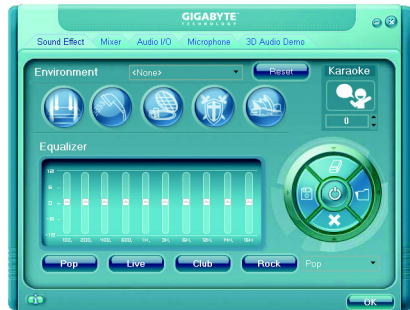 GIGABYTE
TECHNOLOGY
Sound Effect Mixer Audio I/O Microphone 3D Audio Demo
Environment <None> Reset Karaoke
0
Equalizer
Pop Live Club Rock Pop
OK